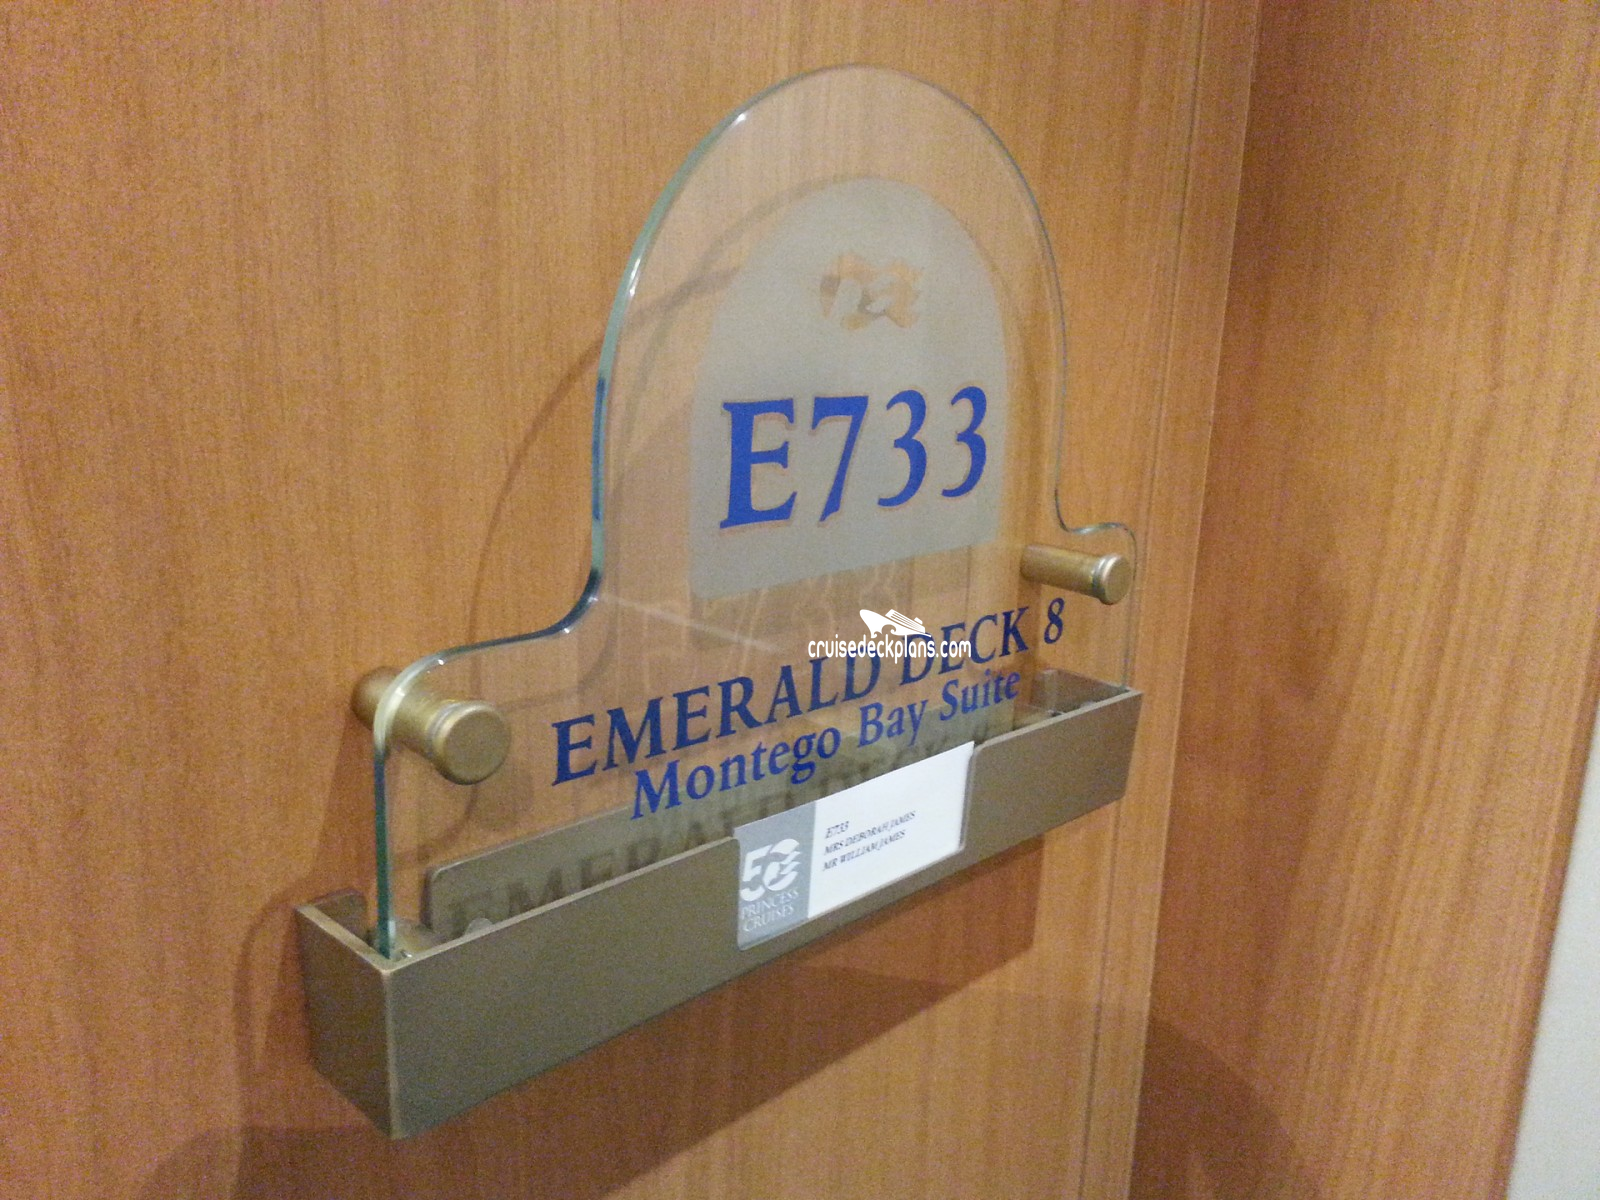 E733
cruisedeckplans.com
EMERALD DECK 8
Montego Bay Suite
E733
MRS DEBORAH JAMES
MR WILLIAM JAMES
50
PRINCESS
CRUISES